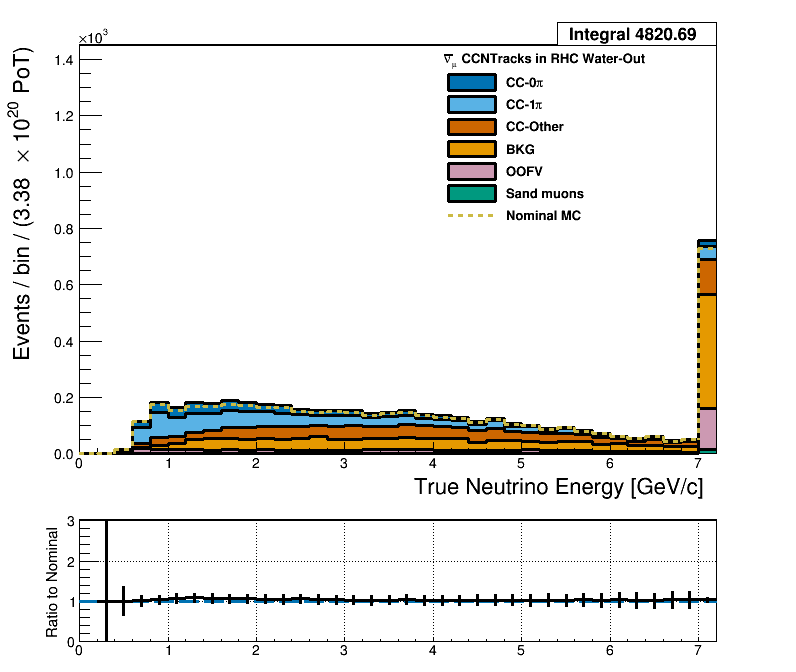 Integral 4820.69
×10³
ν̅μ CCNTracks in RHC Water-Out
CC-0π
CC-1π
CC-Other
BKG
OOFV
Sand muons
Nominal MC
Events / bin / (3.38 × 10²⁰ PoT)
1.4
1.2
1.0
0.8
0.6
0.4
0.2
0.0
0 1 2 3 4 5 6 7
True Neutrino Energy [GeV/c]
Ratio to Nominal
3
2
1
0
0 1 2 3 4 5 6 7